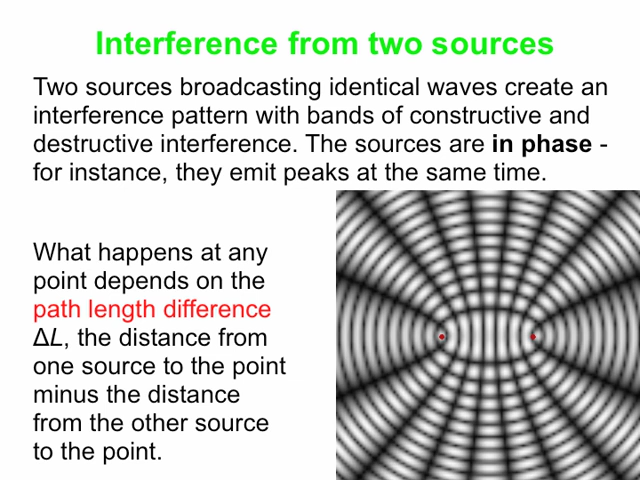 Interference from two sources
Two sources broadcasting identical waves create an
interference pattern with bands of constructive and
destructive interference. The sources are in phase -
for instance, they emit peaks at the same time.
What happens at any
point depends on the
path length difference
ΔL, the distance from
one source to the point
minus the distance
from the other source
to the point.